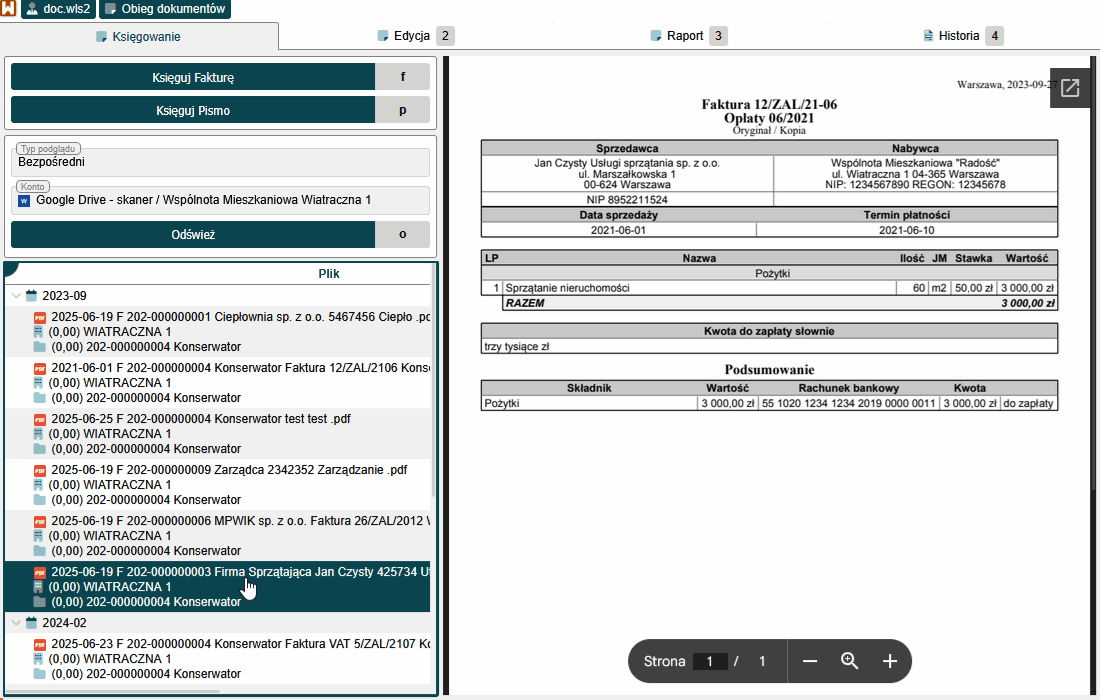 doc.wls2
Obieg dokumentów
Księgowanie
Edycja 2
Raport 3
Historia 4
Księguj Fakturę f
Księguj Pismo p
Typ podglądu
Bezpośredni
Konto
Google Drive - skaner / Wspólnota Mieszkaniowa Wiatraczna 1
Odśwież o
Plik
2023-09
2025-06-19 F 202-000000001 Ciepłownia sp. z o.o. 5467456 Ciepło .pd
(0,00) WIATRACZNA 1
(0,00) 202-000000004 Konserwator
2021-06-01 F 202-000000004 Konserwator Faktura 12/ZAL/2106 Kons
(0,00) WIATRACZNA 1
(0,00) 202-000000004 Konserwator
2025-06-25 F 202-000000004 Konserwator test test .pdf
(0,00) WIATRACZNA 1
(0,00) 202-000000004 Konserwator
2025-06-19 F 202-000000009 Zarządca 2342352 Zarządzanie .pdf
(0,00) WIATRACZNA 1
(0,00) 202-000000004 Konserwator
2025-06-19 F 202-000000006 MPWIK sp. z o.o. Faktura 26/ZAL/2012
(0,00) WIATRACZNA 1
(0,00) 202-000000004 Konserwator
2025-06-19 F 202-000000003 Firma Sprzątająca Jan Czysty 425734
(0,00) WIATRACZNA 1
(0,00) 202-000000004 Konserwator
2024-02
2025-06-23 F 202-000000004 Konserwator Faktura VAT 5/ZAL/2107
(0,00) WIATRACZNA 1
(0,00) 202-000000004 Konserwator
Warszawa, 2023-09-27
Faktura 12/ZAL/21-06
Opłaty 06/2021
Oryginał / Kopia
Sprzedawca Nabywca
Jan Czysty Usługi sprzątania sp. z o.o. Wspólnota Mieszkaniowa "Radość"
ul. Marszałkowska 1 ul. Wiatraczna 1 04-365 Warszawa
00-624 Warszawa NIP: 1234567890 REGON: 12345678
NIP 8952211524
Data sprzedaży Termin płatności
2021-06-01 2021-06-10
LP Nazwa Ilość JM Stawka Wartość
Pożytki
1 Sprzątanie nieruchomości 60 m2 50,00 zł 3 000,00 zł
RAZEM 3 000,00 zł
Kwota do zapłaty słownie
trzy tysiące zł
Podsumowanie
Składnik Wartość Rachunek bankowy Kwota
Pożytki 3 000,00 zł 55 1020 1234 1234 2019 0000 0011 3 000,00 zł do zapłaty
Strona 1 / 1